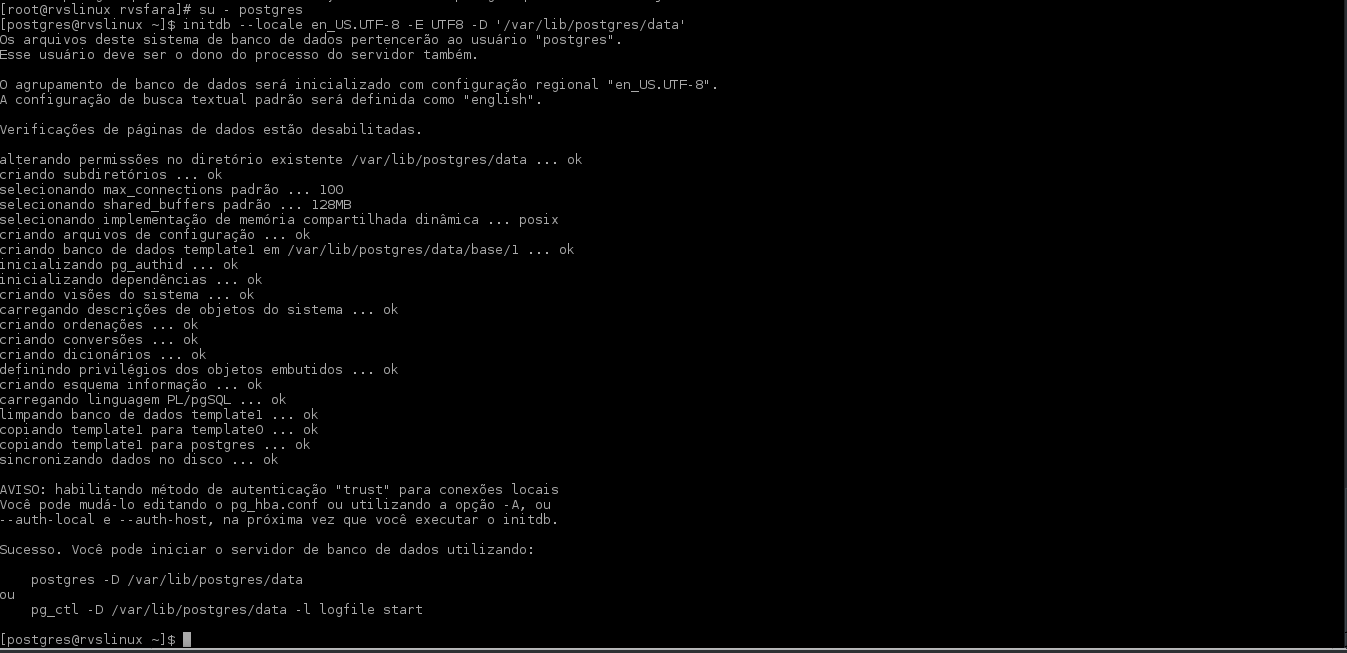 [root@rvslinux rvsfara]# su - postgres
[postgres@rvslinux ~]$ initdb --locale en_US.UTF-8 -E UTF8 -D '/var/lib/postgres/data'
Os arquivos deste sistema de banco de dados pertencerão ao usuário "postgres".
Esse usuário deve ser o dono do processo do servidor também.
O agrupamento de banco de dados será inicializado com configuração regional "en_US.UTF-8".
A configuração de busca textual padrão será definida como "english".
Verificações de páginas de dados estão desabilitadas.
alterando permissões no diretório existente /var/lib/postgres/data ... ok
criando subdiretórios ... ok
selecionando max_connections padrão ... 100
selecionando shared_buffers padrão ... 128MB
selecionando implementação de memória compartilhada dinâmica ... posix
criando arquivos de configuração ... ok
criando banco de dados template1 em /var/lib/postgres/data/base/1 ... ok
inicializando pg_authid ... ok
inicializando dependências ... ok
criando visões do sistema ... ok
carregando descrições de objetos do sistema ... ok
criando ordenações ... ok
criando conversões ... ok
criando dicionários ... ok
definindo privilégios dos objetos embutidos ... ok
criando esquema informação ... ok
carregando linguagem PL/pgSQL ... ok
limpando banco de dados template1 ... ok
copiando template1 para template0 ... ok
copiando template1 para postgres ... ok
sincronizando dados no disco ... ok
AVISO: habilitando método de autenticação "trust" para conexões locais
Você pode mudá-lo editando o pg_hba.conf ou utilizando a opção -A, ou
--auth-local e --auth-host, na próxima vez que você executar o initdb.
Sucesso. Você pode iniciar o servidor de banco de dados utilizando:
postgres -D /var/lib/postgres/data
ou
pg_ctl -D /var/lib/postgres/data -l logfile start
[postgres@rvslinux ~]$